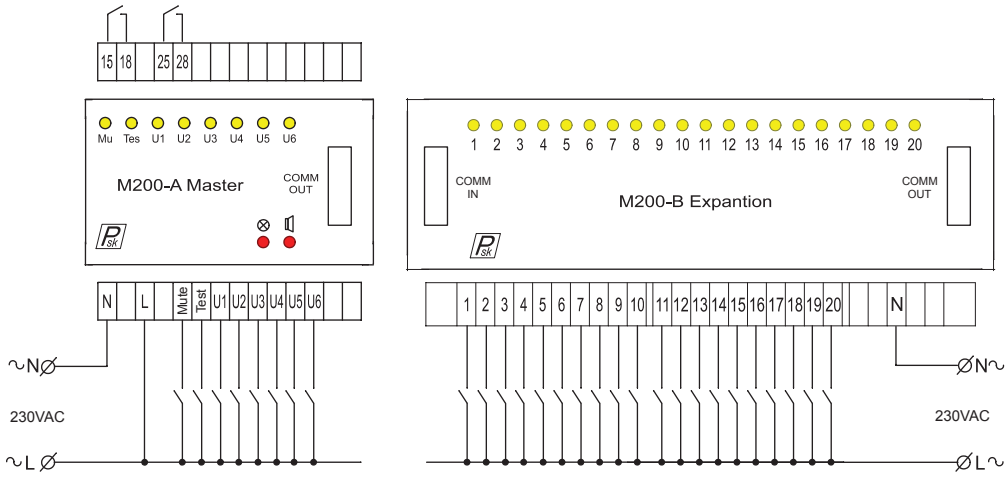 15 18 25 28
Mu Tes U1 U2 U3 U4 U5 U6
1 2 3 4 5 6 7 8 9 10 11 12 13 14 15 16 17 18 19 20
M200-A Master
COMM
OUT
COMM
IN
M200-B Expantion
COMM
OUT
Psk
Psk
N L Mute Test U1 U2 U3 U4 U5 U6
1 2 3 4 5 6 7 8 9 10 11 12 13 14 15 16 17 18 19 20 N
~N
N~
230VAC
230VAC
~L
L~